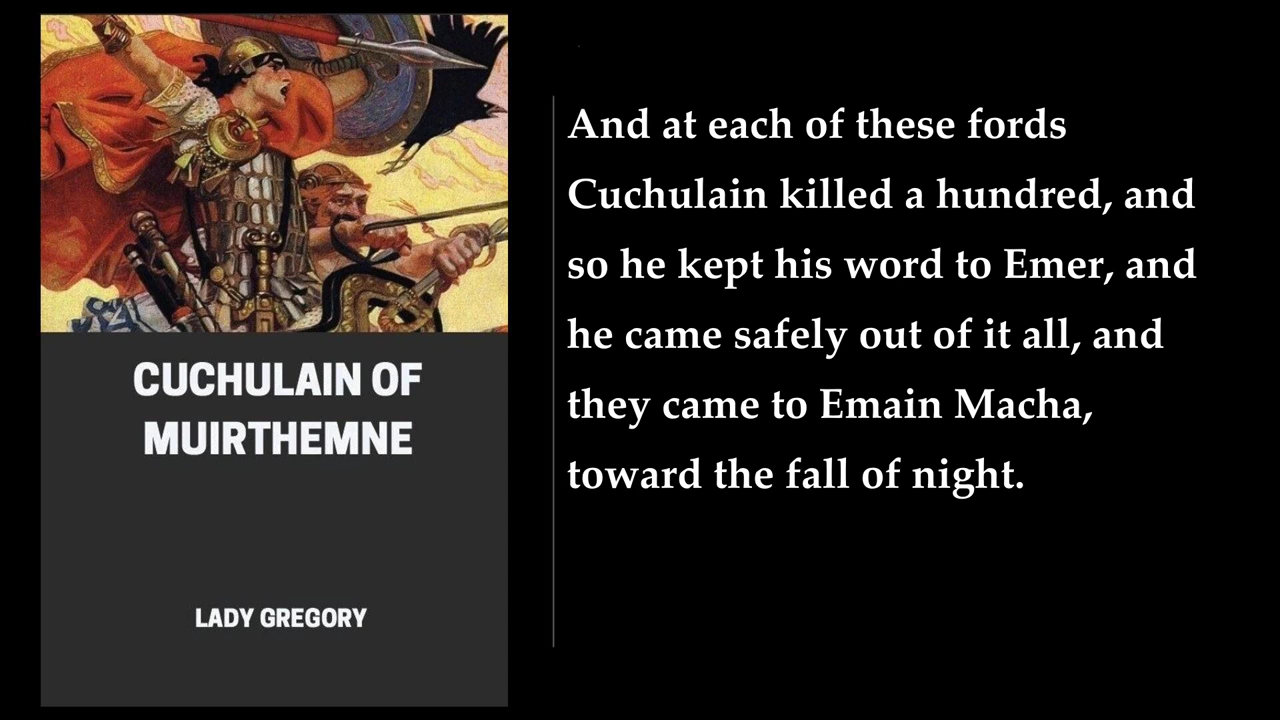 CUCHULAIN OF
MUIRTHEMNE
LADY GREGORY
And at each of these fords
Cuchulain killed a hundred, and
so he kept his word to Emer, and
he came safely out of it all, and
they came to Emain Macha,
toward the fall of night.